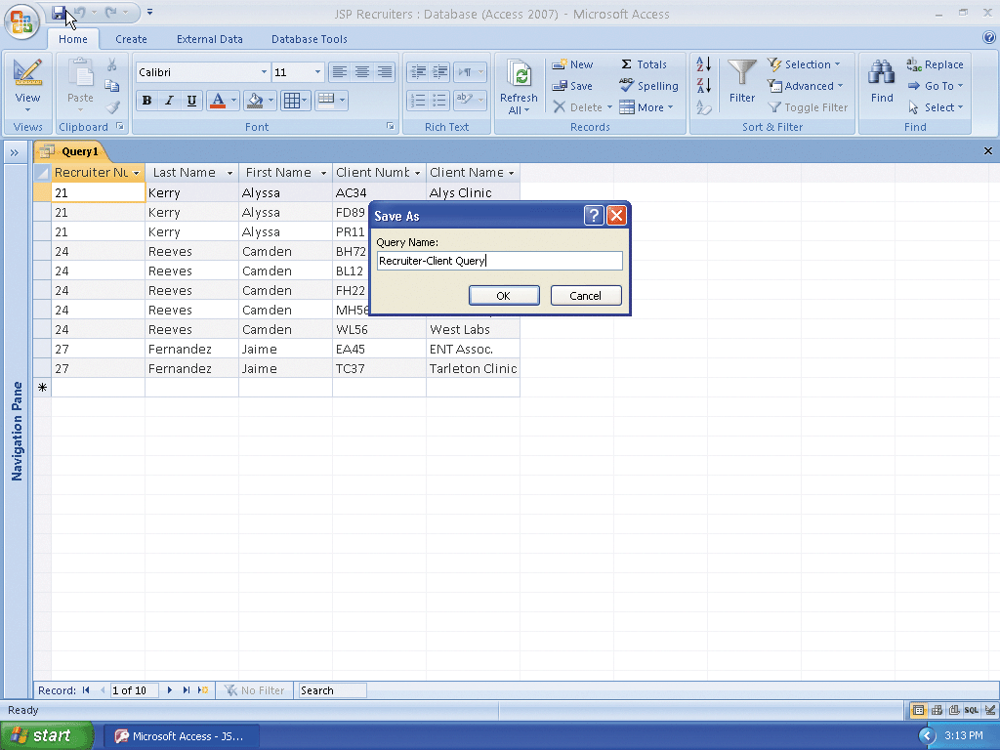 JSP Recruiters : Database (Access 2007) - Microsoft Access
Home Create External Data Database Tools
View
Views
Paste
Clipboard
Calibri 11
B I U A
Font
Rich Text
Refresh All
New Save Delete
Σ Totals
ABC Spelling
More
Records
A Z
Z A
Filter
Selection
Advanced
Toggle Filter
Sort & Filter
Find
Replace
Go To
Select
Find
Query1
Recruiter Nu Last Name First Name Client Numb Client Name
21 Kerry Alyssa AC34 Alys Clinic
21 Kerry Alyssa FD89
21 Kerry Alyssa PR11
24 Reeves Camden BH72
24 Reeves Camden BL12
24 Reeves Camden FH22
24 Reeves Camden MH56
24 Reeves Camden WL56 West Labs
27 Fernandez Jaime EA45 ENT Assoc.
27 Fernandez Jaime TC37 Tarleton Clinic
*
Save As
Query Name:
Recruiter-Client Query
OK Cancel
Navigation Pane
Record: 1 of 10 No Filter Search
Ready
SQL
start Microsoft Access - JS... 3:13 PM